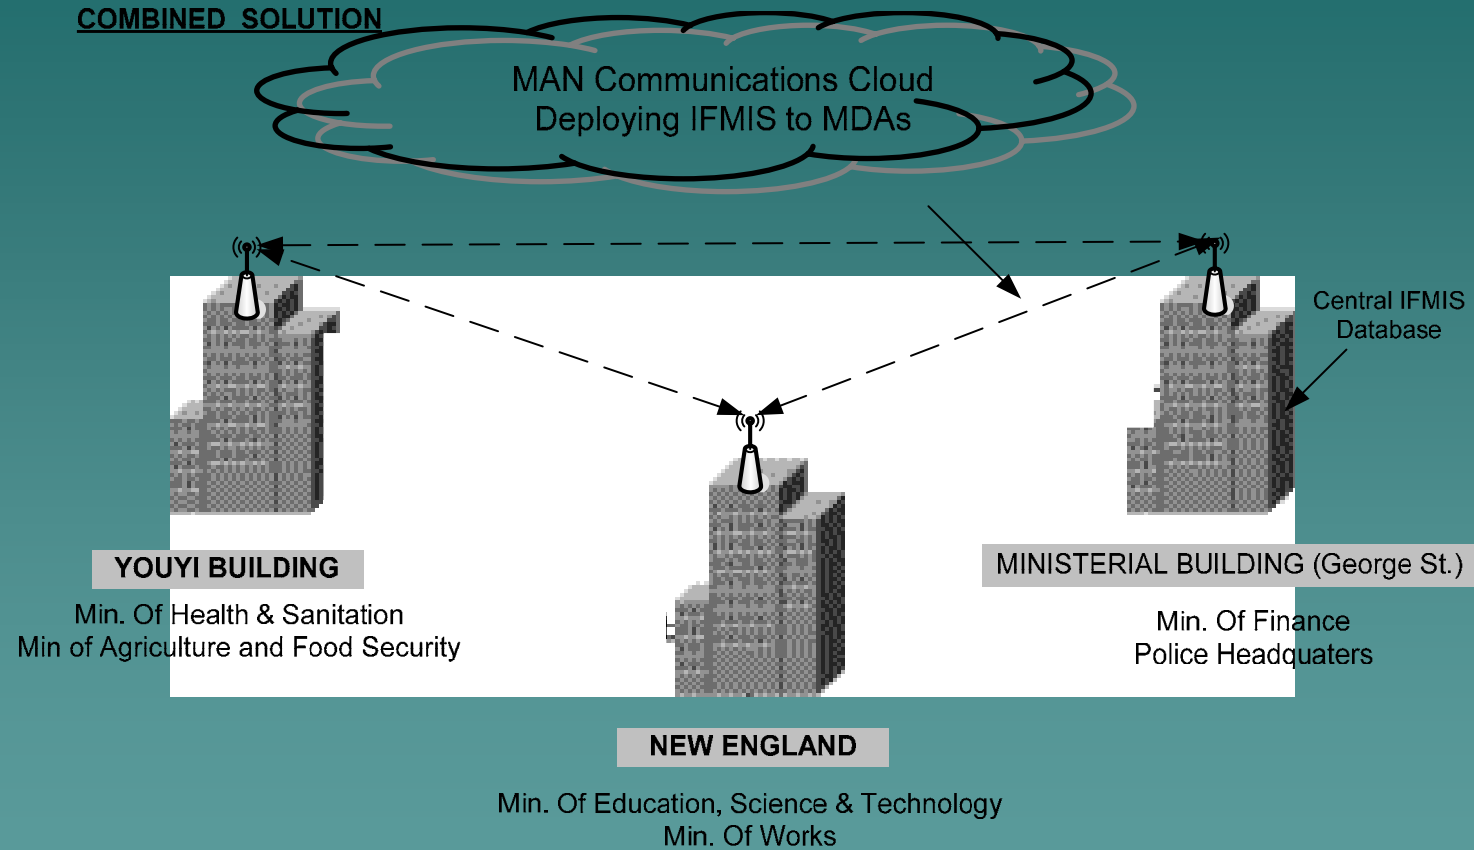 COMBINED SOLUTION
MAN Communications Cloud
Deploying IFMIS to MDAs
Central IFMIS
Database
YOUYI BUILDING
Min. Of Health & Sanitation
Min of Agriculture and Food Security
MINISTERIAL BUILDING (George St.)
Min. Of Finance
Police Headquaters
NEW ENGLAND
Min. Of Education, Science & Technology
Min. Of Works